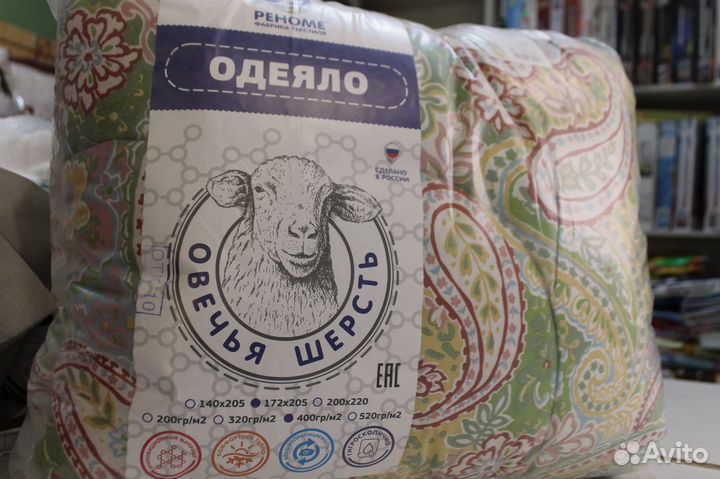 РЕНОМЕ
ФАБРИКА ТЕКСТИЛЯ
ОДЕЯЛО
СДЕЛАНО
В РОССИИ
ОВЕЧЬЯ ШЕРСТЬ
ЕАС
140х205 172х205 200х220
200гр/м2 320гр/м2 400гр/м2 520гр/м2
ГИГРОСКОПИЧНО
Avito